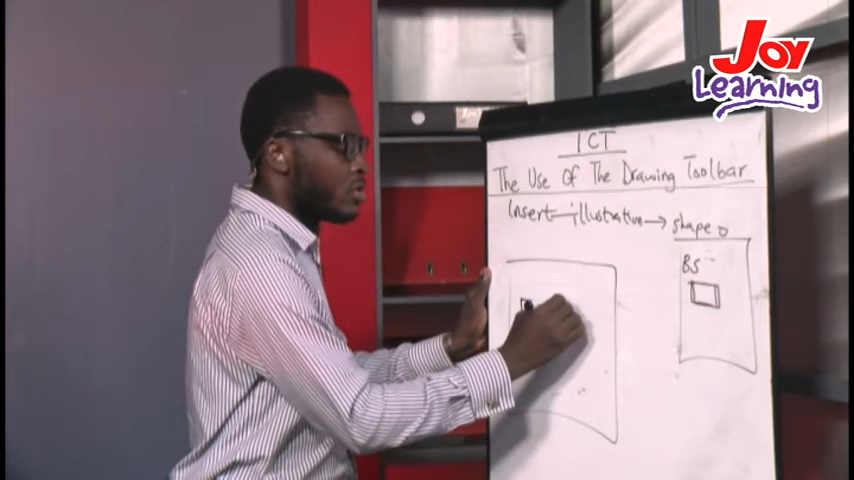 JOY
Learning
ICT
The Use Of The Drawing Toolbar
Insert → illustration → shape
BS